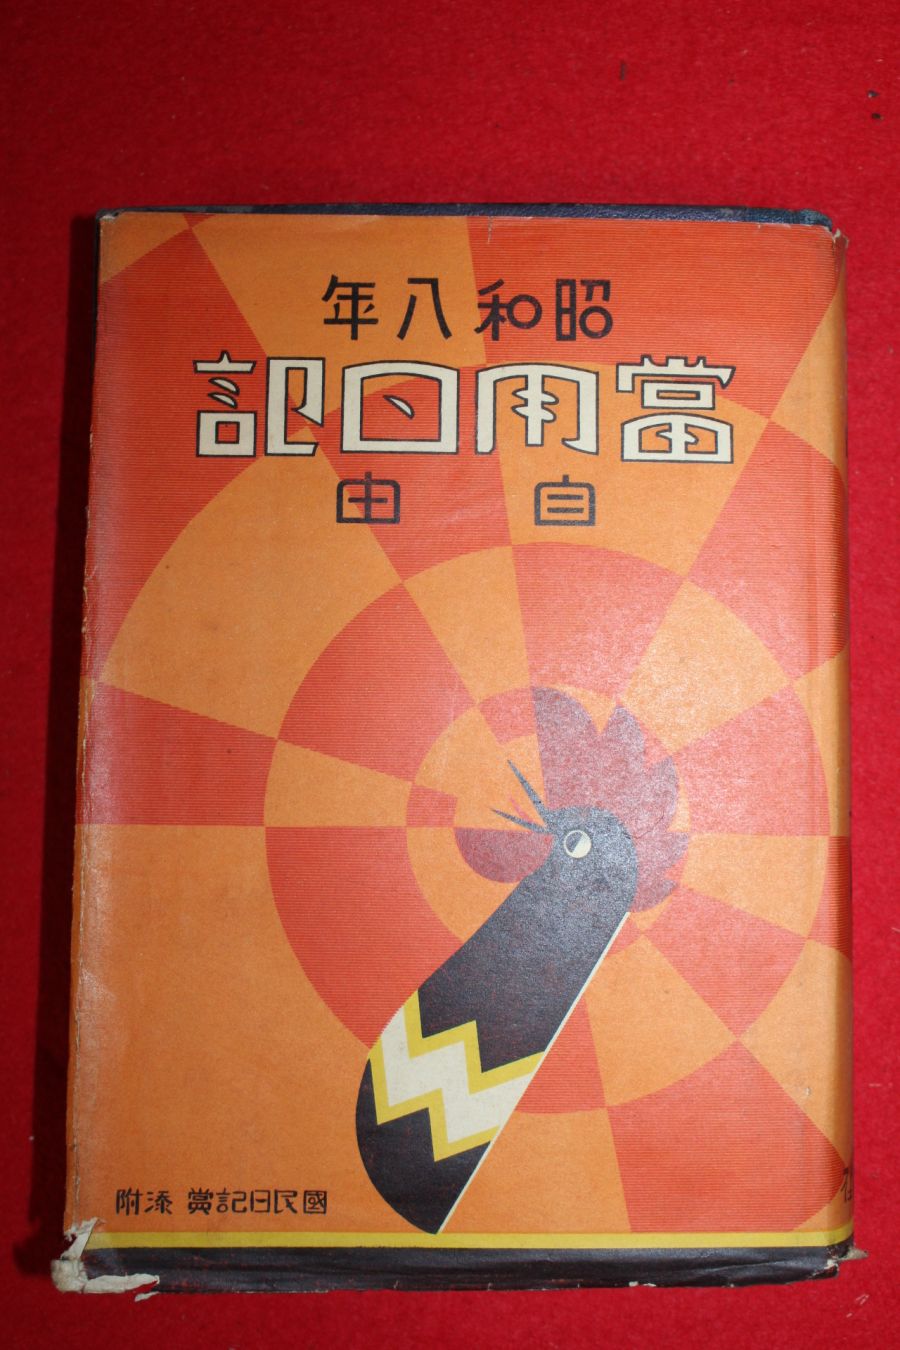 昭和八年
當用日記
自由
國民日記賞 添附